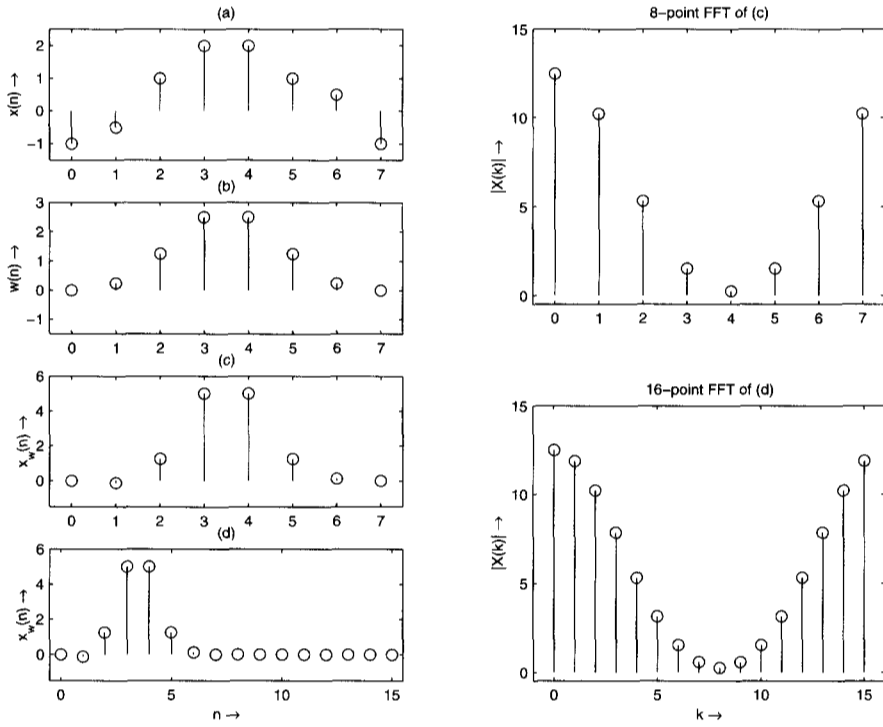 (a)
x(n) →
2
1
0
−1
0 1 2 3 4 5 6 7
(b)
w(n) →
3
2
1
0
−1
0 1 2 3 4 5 6 7
(c)
x_w(n) →
6
4
2
0
0 1 2 3 4 5 6 7
(d)
x_w(n) →
6
4
2
0
0 5 10 15
n →
8−point FFT of (c)
|X(k)| →
15
10
5
0
0 1 2 3 4 5 6 7
16−point FFT of (d)
|X(k)| →
15
10
5
0
0 5 10 15
k →